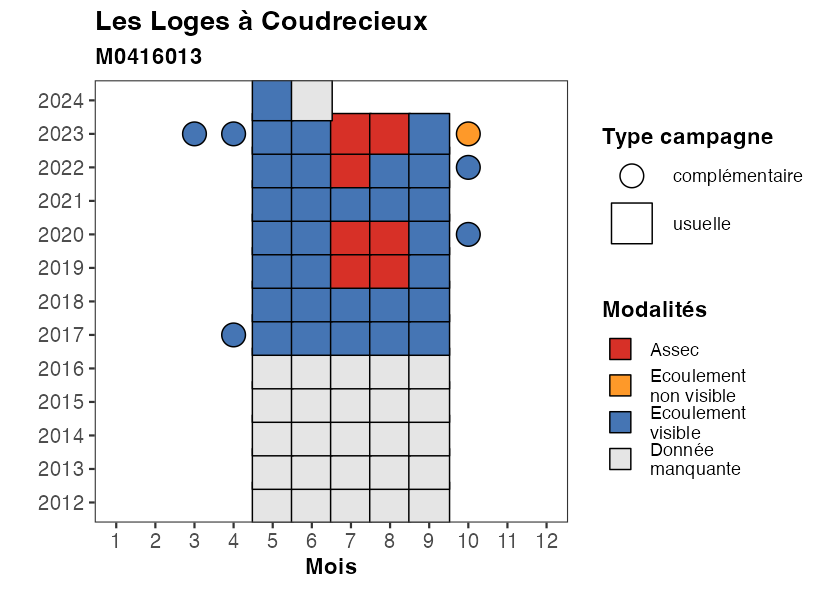 Les Loges à Coudrecieux
M0416013
2024
2023
2022
2021
2020
2019
2018
2017
2016
2015
2014
2013
2012
1 2 3 4 5 6 7 8 9 10 11 12
Mois
Type campagne
complémentaire
usuelle
Modalités
Assec
Ecoulement
non visible
Ecoulement
visible
Donnée
manquante